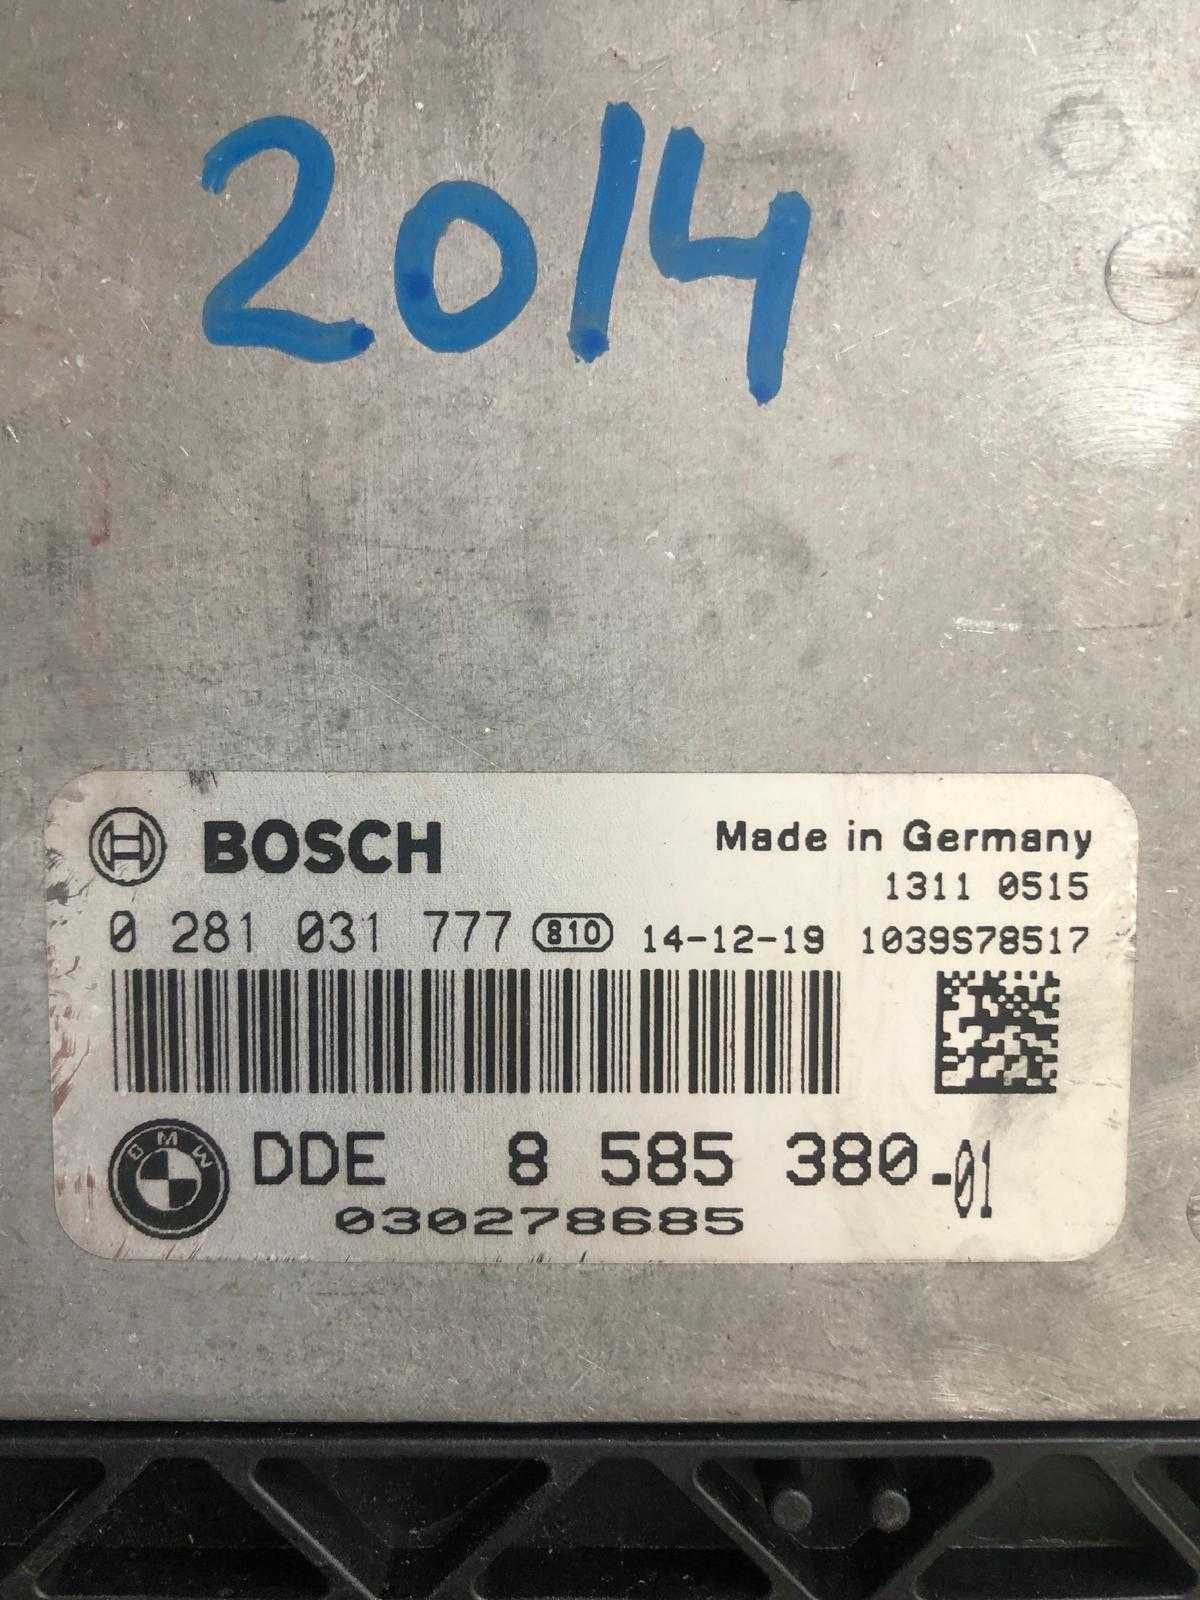 2014
BOSCH
Made in Germany
1311 0515
0 281 031 777 810 14-12-19 1039S78517
BMW DDE 8 585 380-01
030278685